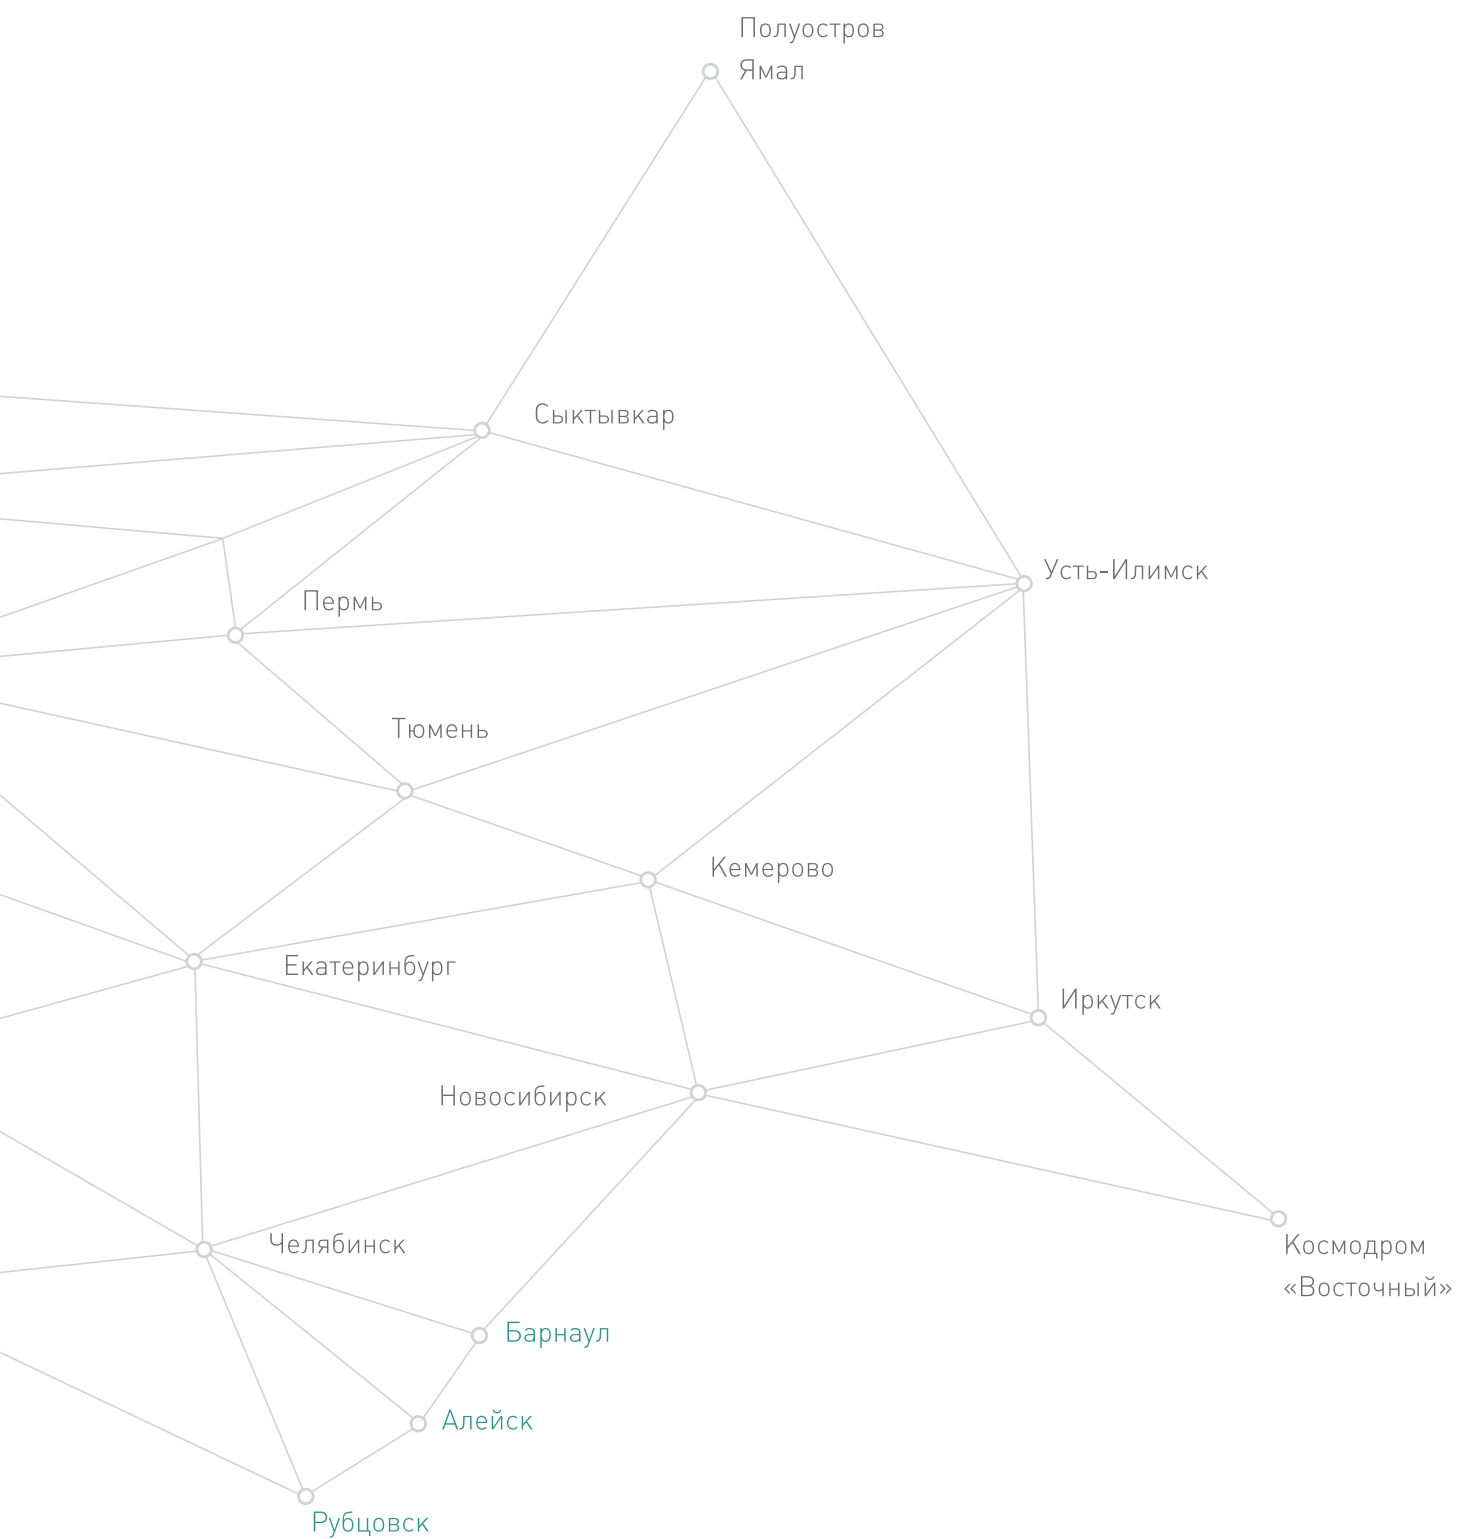 Полуостров
Ямал
Сыктывкар
Усть-Илимск
Пермь
Тюмень
Кемерово
Екатеринбург
Иркутск
Новосибирск
Челябинск
Космодром
«Восточный»
Барнаул
Алейск
Рубцовск